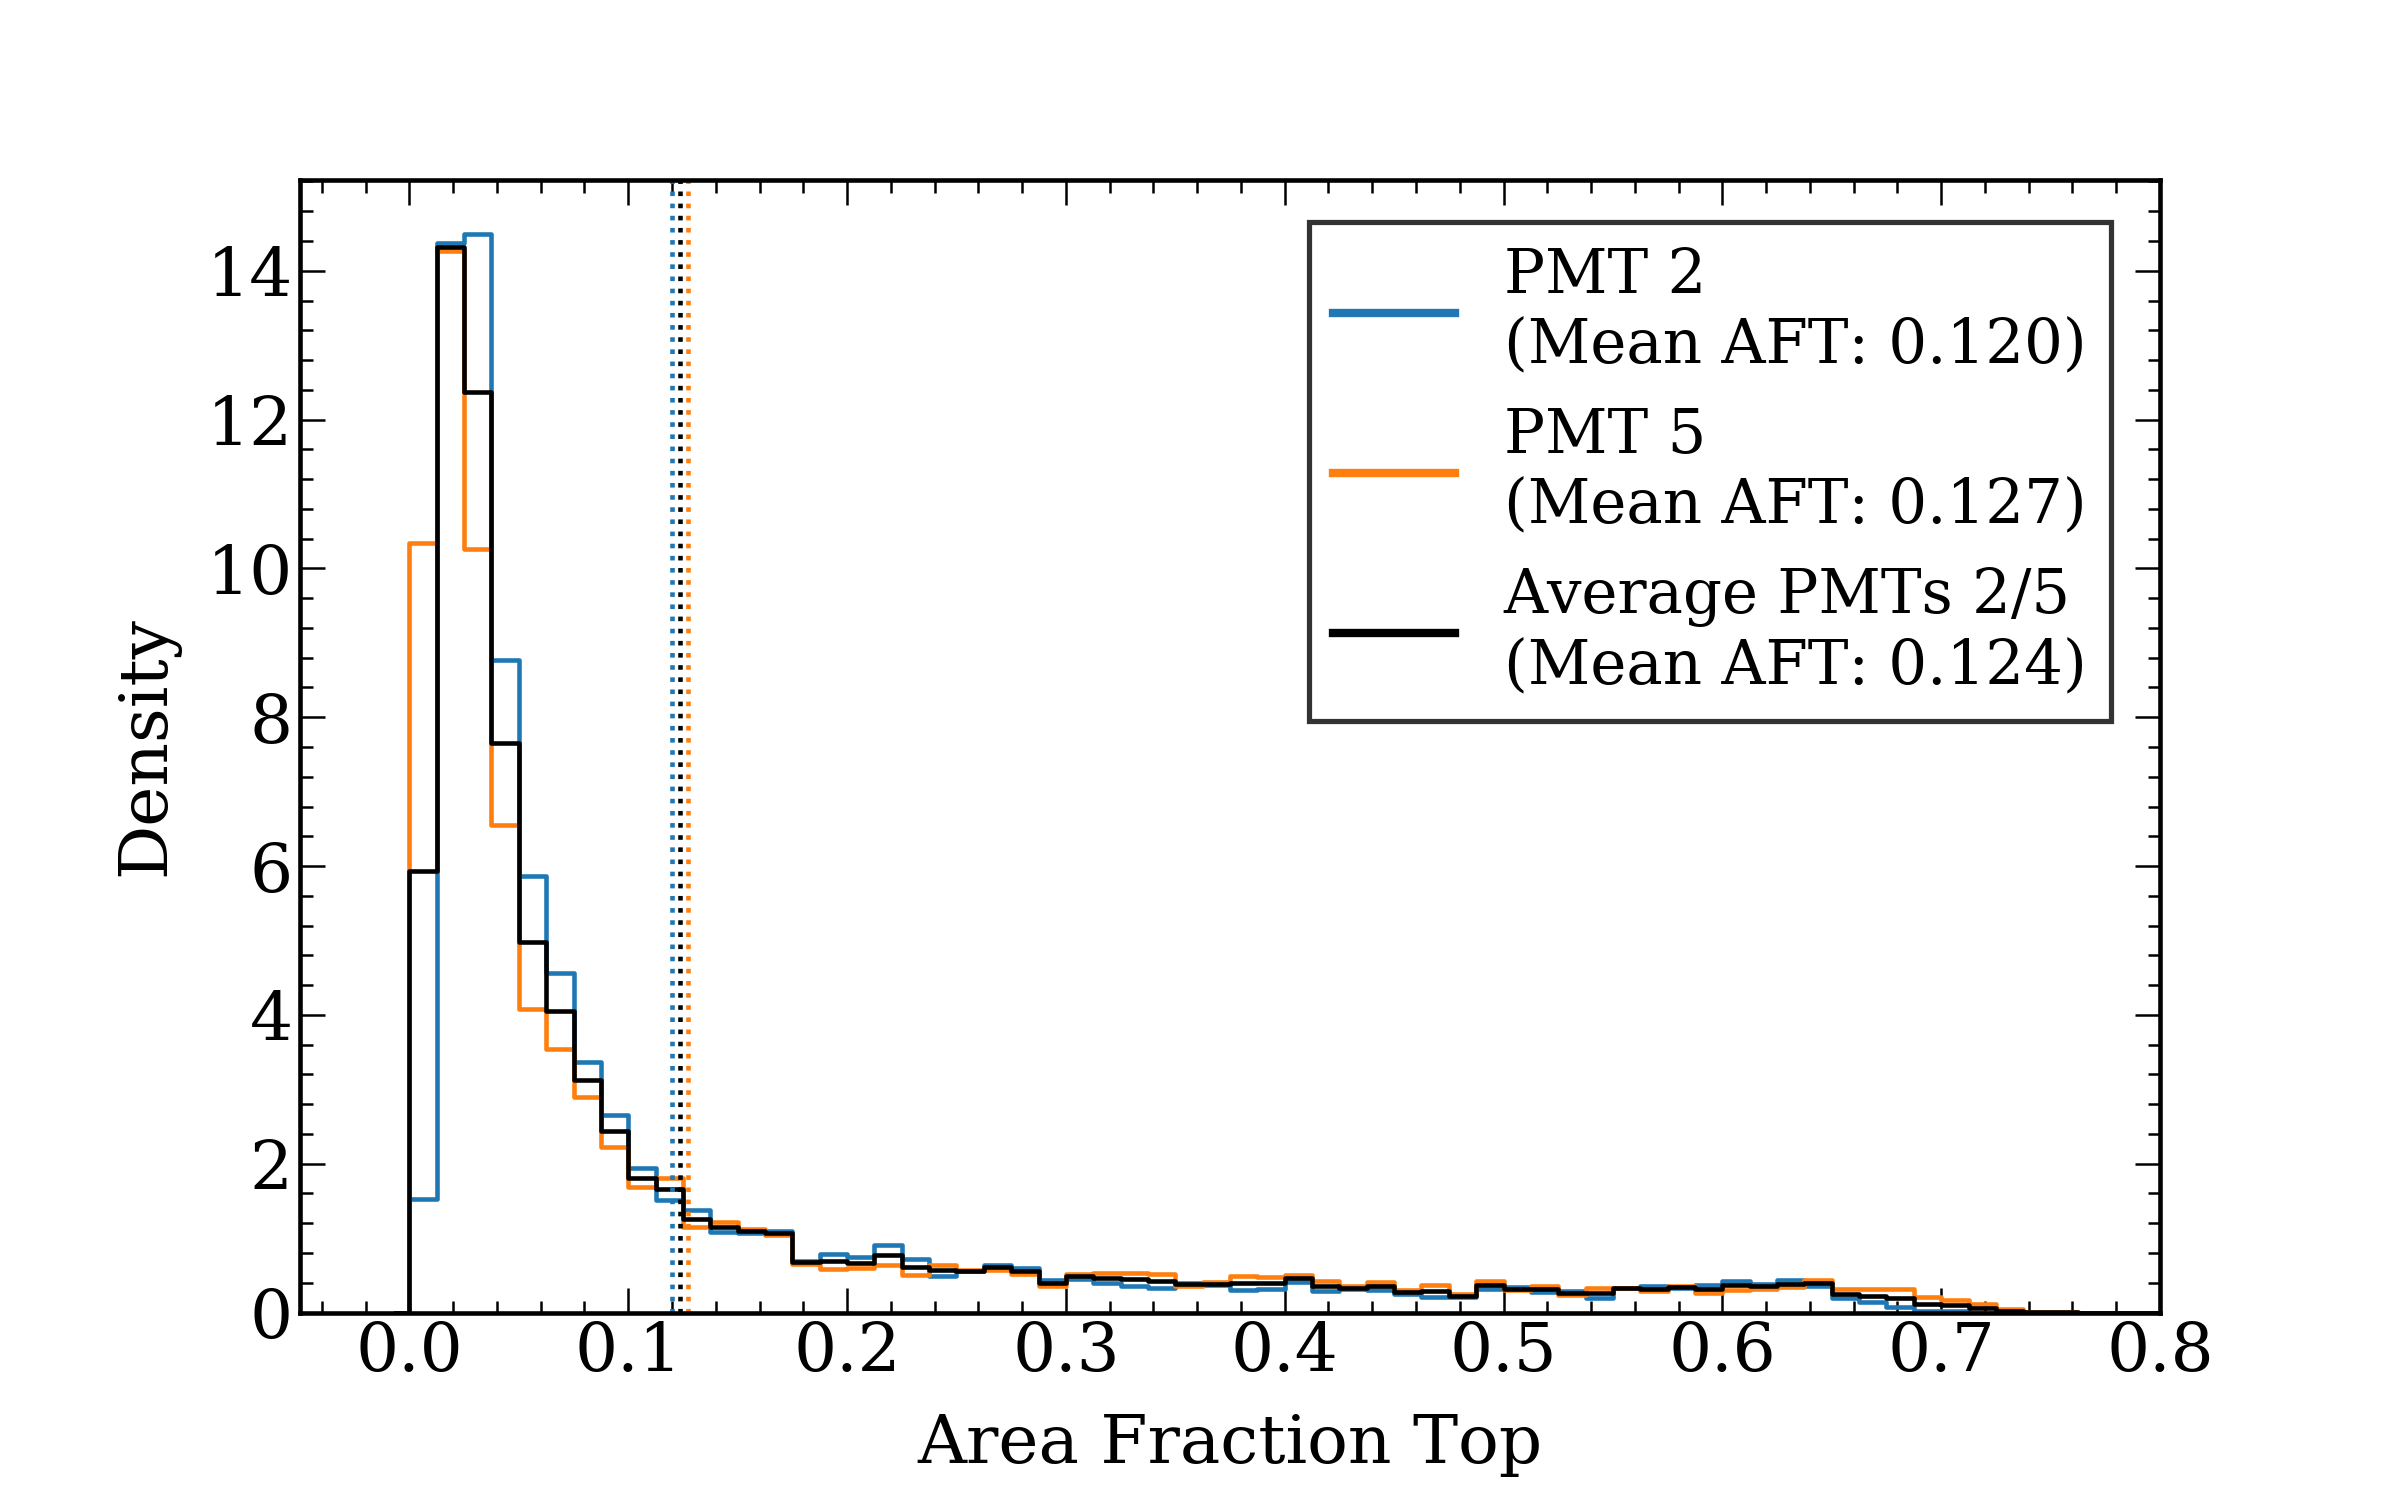 PMT 2
(Mean AFT: 0.120)
PMT 5
(Mean AFT: 0.127)
Average PMTs 2/5
(Mean AFT: 0.124)
14
12
10
8
6
4
2
0
Density
0.0 0.1 0.2 0.3 0.4 0.5 0.6 0.7 0.8
Area Fraction Top